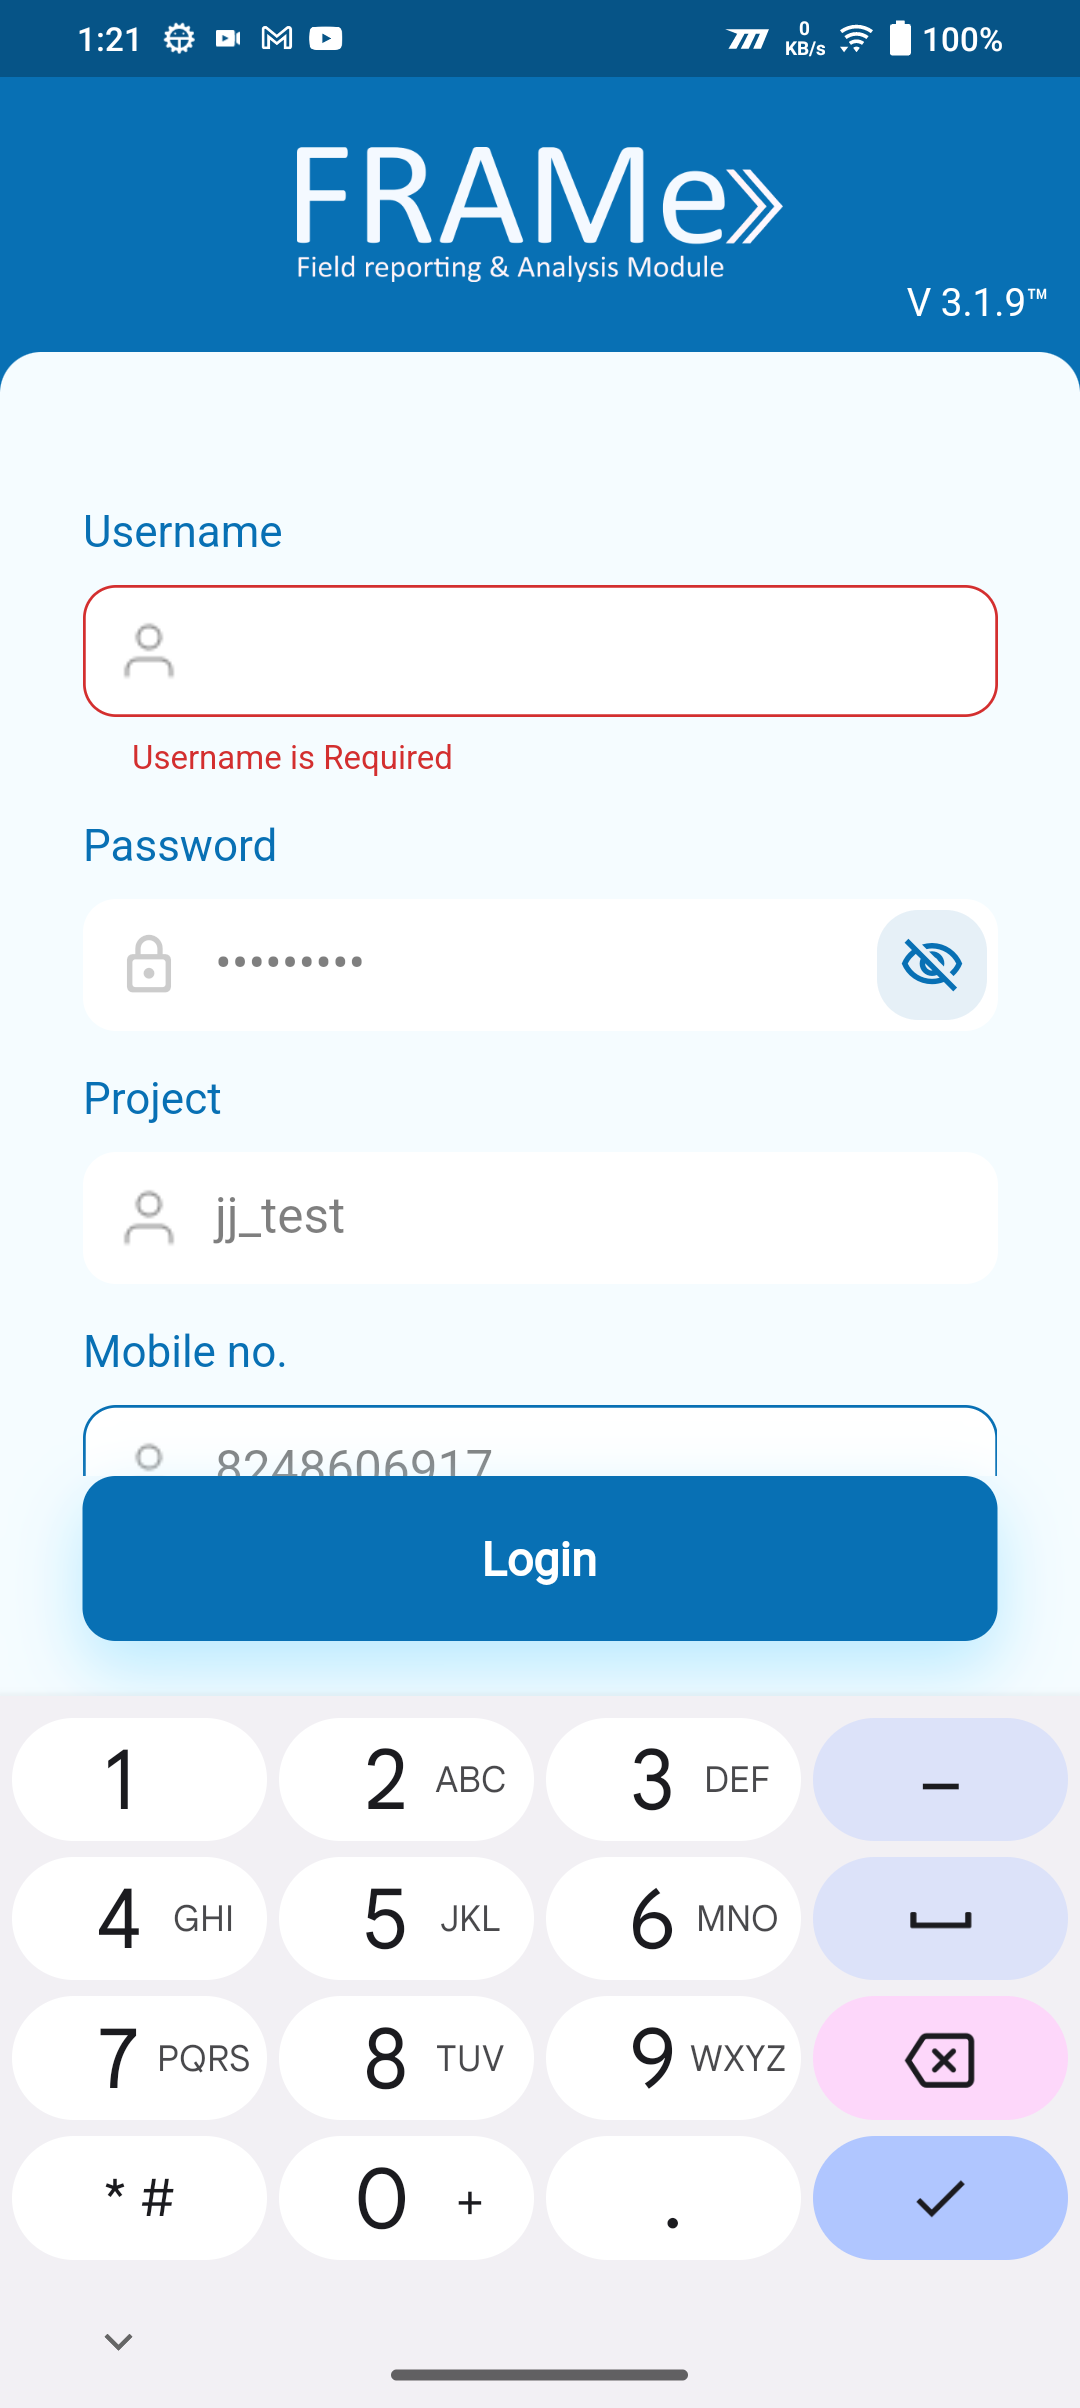 1:21
0
KB/s
100%
FRAMe
Field reporting & Analysis Module
V 3.1.9™
Username
Username is Required
Password
•••••••••
Project
jj_test
Mobile no.
8248606917
Login
1
2 ABC
3 DEF
–
4 GHI
5 JKL
6 MNO
7 PQRS
8 TUV
9 WXYZ
* #
0 +
.